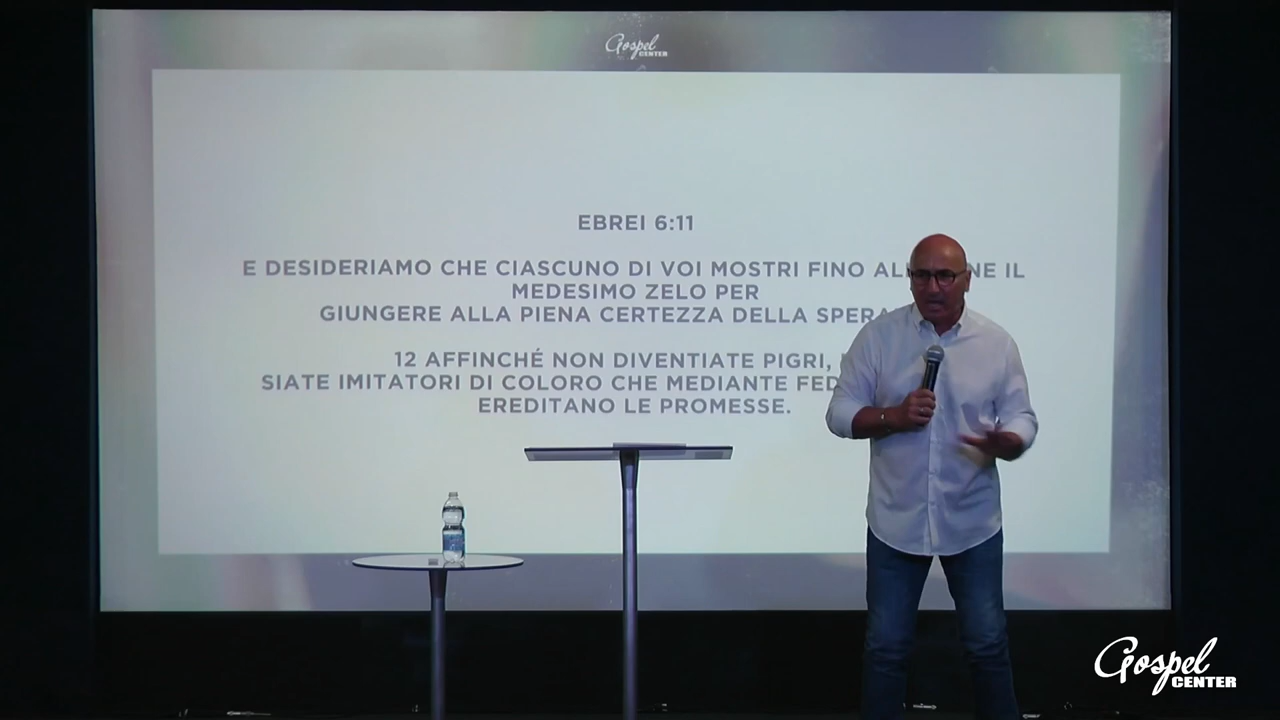 Gospel
CENTER
EBREI 6:11
E DESIDERIAMO CHE CIASCUNO DI VOI MOSTRI FINO IL
MEDESIMO ZELO PER
GIUNGERE ALLA PIENA CERTEZZA DELLA
12 AFFINCHÉ NON DIVENTIATE PIGRI,
SIATE IMITATORI DI COLORO CHE MEDIANTE
EREDITANO LE PROMESSE.
Gospel
CENTER